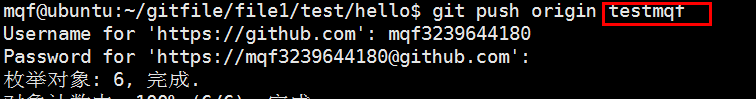 mqf@ubuntu:~/gitfile/file1/test/hello$ git push origin testmqf
Username for 'https://github.com': mqf3239644180
Password for 'https://mqf3239644180@github.com':
枚举对象: 6, 完成.